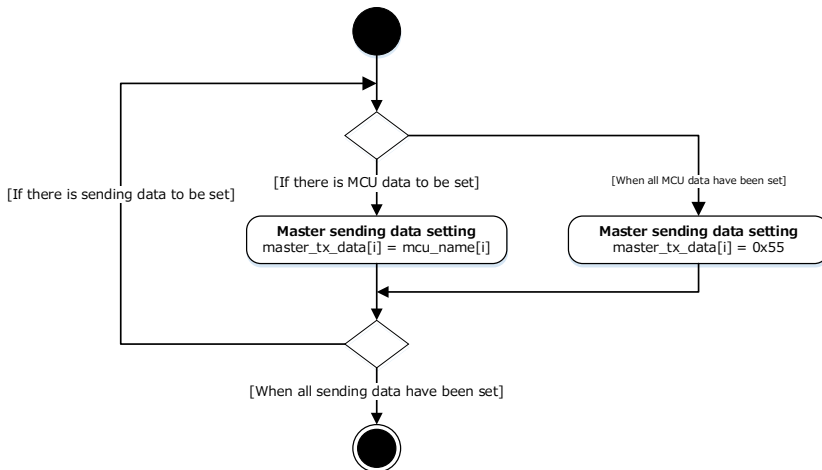 [If there is sending data to be set]
[If there is MCU data to be set]
[When all MCU data have been set]
Master sending data setting
master_tx_data[i] = mcu_name[i]
Master sending data setting
master_tx_data[i] = 0x55
[When all sending data have been set]